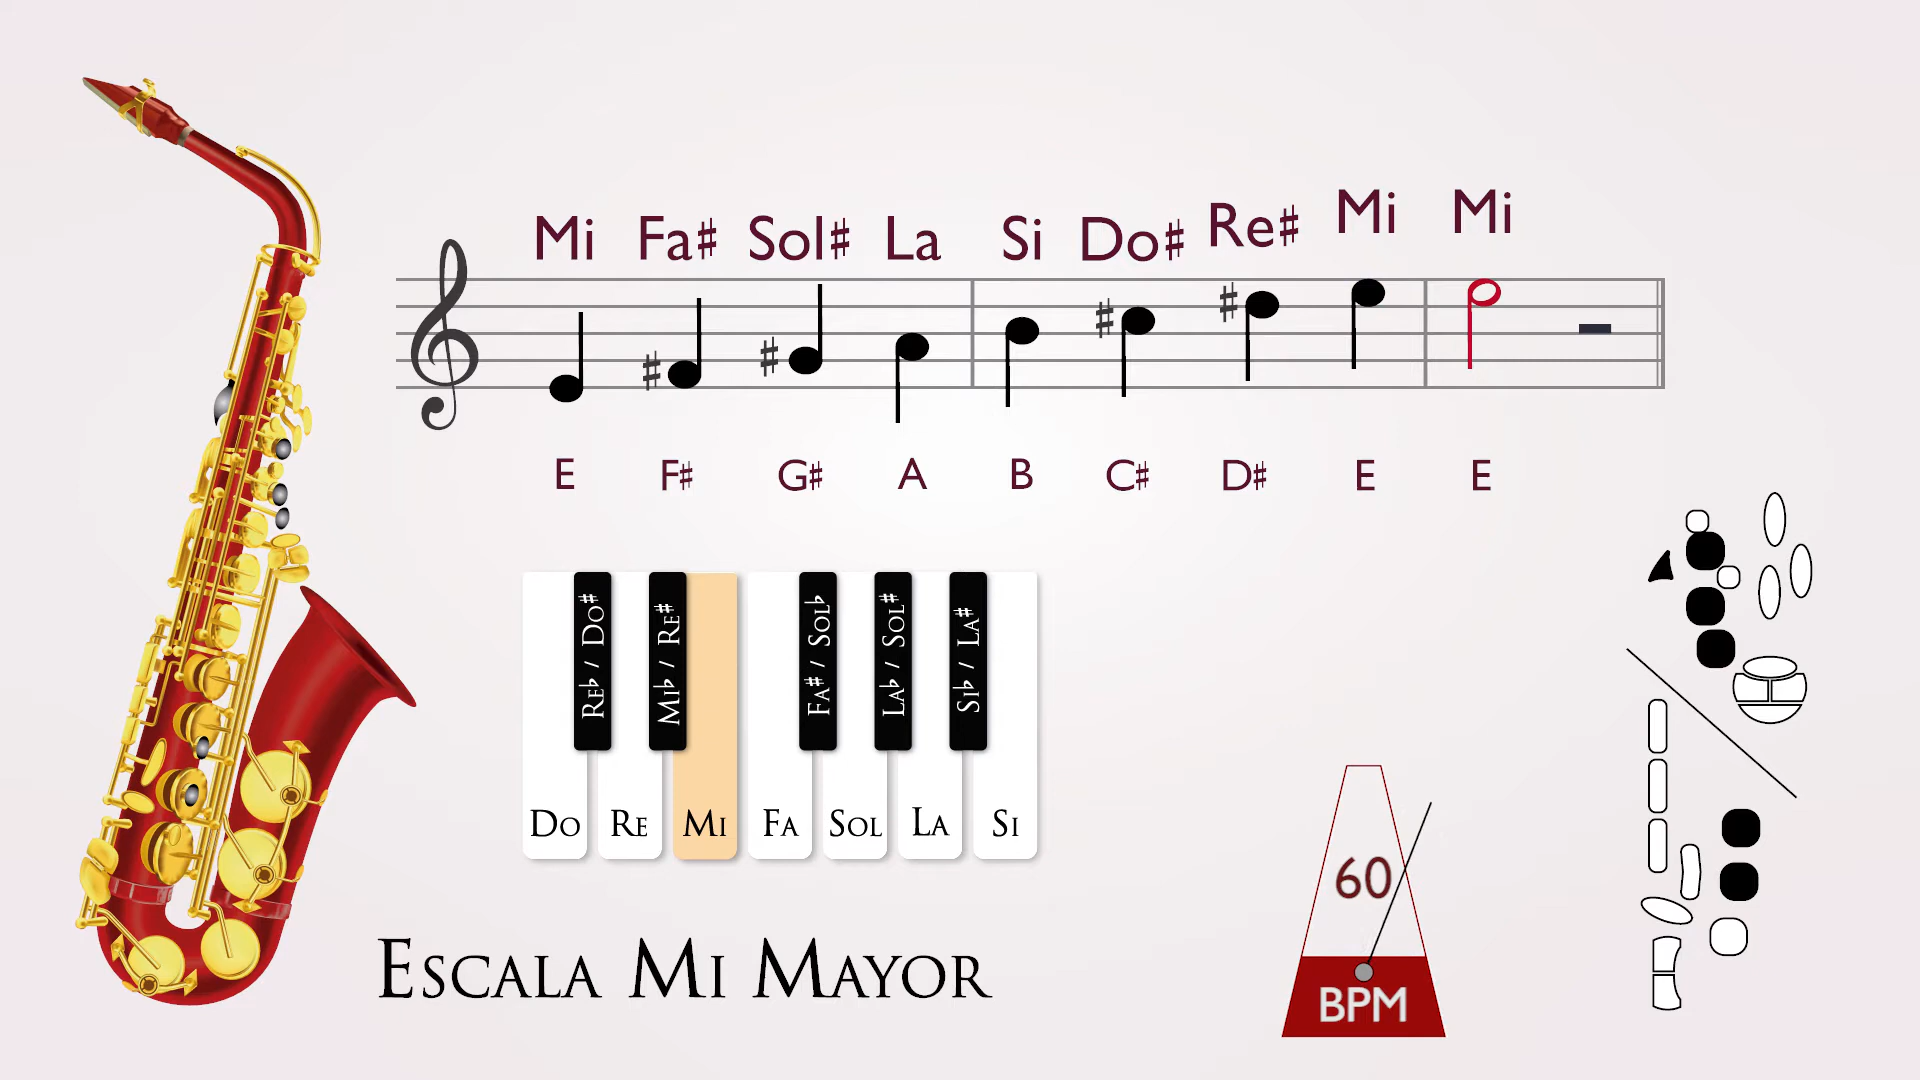 Mi Fa♯ Sol♯ La Si Do♯ Re♯ Mi Mi
E F♯ G♯ A B C♯ D♯ E E
Re♭ / Do♯ Mi♭ / Re♯ Fa♯ / Sol♭ La♭ / Sol♯ Si♭ / La♯
Do Re Mi Fa Sol La Si
60
BPM
Escala Mi Mayor